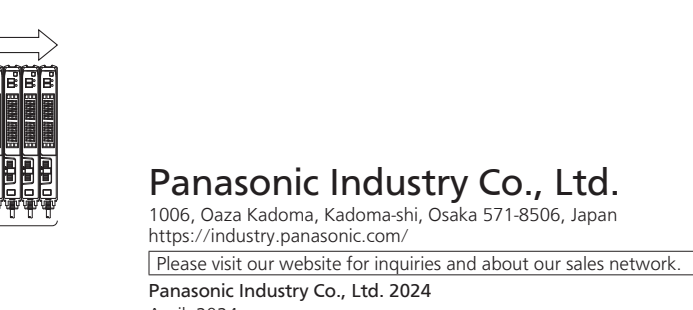 Panasonic Industry Co., Ltd.
1006, Oaza Kadoma, Kadoma-shi, Osaka 571-8506, Japan
https://industry.panasonic.com/
Please visit our website for inquiries and about our sales network.
Panasonic Industry Co., Ltd. 2024